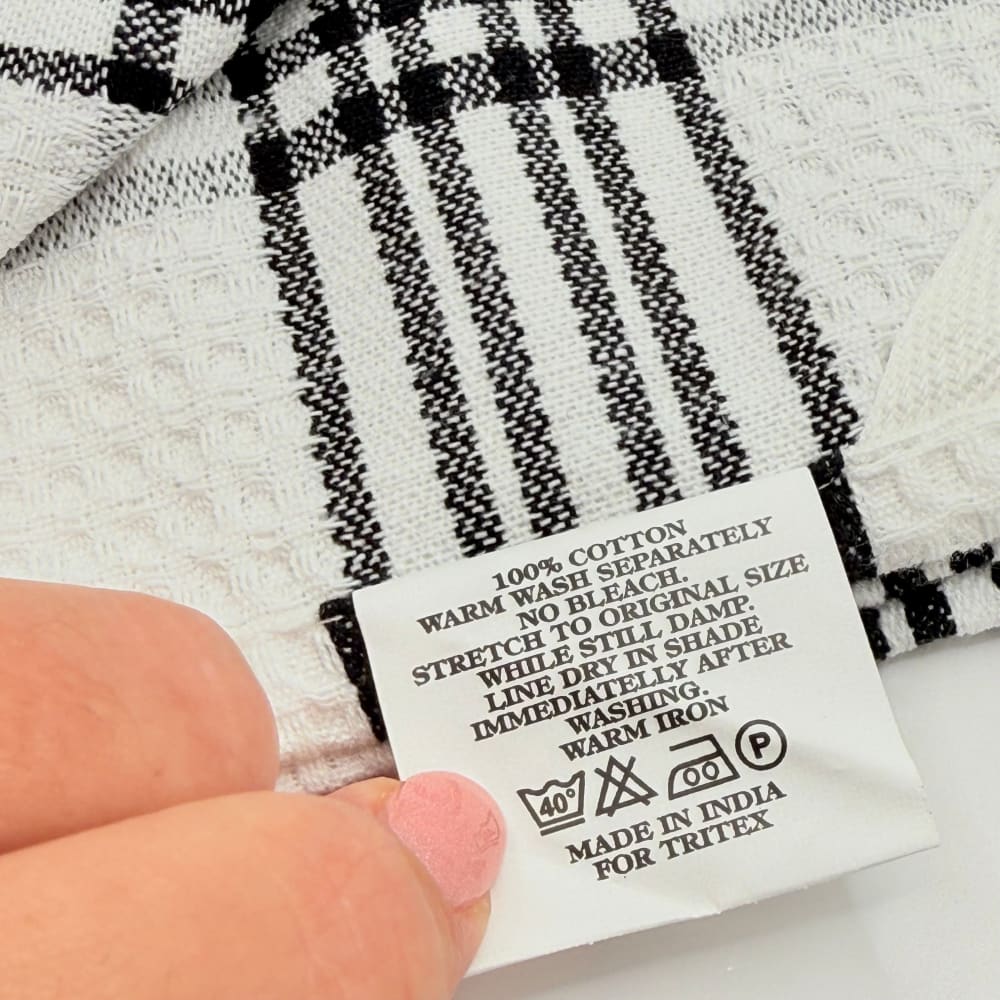 100% COTTON
WARM WASH SEPARATELY
NO BLEACH.
STRETCH TO ORIGINAL SIZE
WHILE STILL DAMP.
LINE DRY IN SHADE
IMMEDIATELLY AFTER
WASHING.
WARM IRON
40° P
MADE IN INDIA
FOR TRITEX